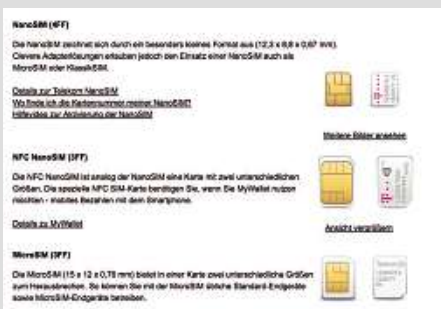 NanoSIM (4FF)
Die NanoSIM zeichnet sich durch ein besonders kleines Format aus (12,3 x 8,8 x 0,67 mm).
Clevere Adapterlösungen erlauben jedoch den Einsatz einer NanoSIM auch als
MicroSIM oder KlassikSIM.
Details zur Telekom NanoSIM
Wo finde ich die Kartennummer meiner NanoSIM?
Hilfevideo zur Aktivierung der NanoSIM
Weitere Bilder ansehen
NFC NanoSIM (3FF)
Die NFC NanoSIM ist analog der NanoSIM eine Karte mit zwei unterschiedlichen
Größen. Die spezielle NFC SIM-Karte benötigen Sie, wenn Sie MyWallet nutzen
möchten - mobiles Bezahlen mit dem Smartphone.
Details zu MyWallet
Ansicht vergrößern
MicroSIM (3FF)
Die MicroSIM (15 x 12 x 0,76 mm) bietet in einer Karte zwei unterschiedliche Größen
zum Herausbrechen. So können Sie mit der MicroSIM übliche Standard-Endgeräte
sowie MicroSIM-Endgeräte betreiben.